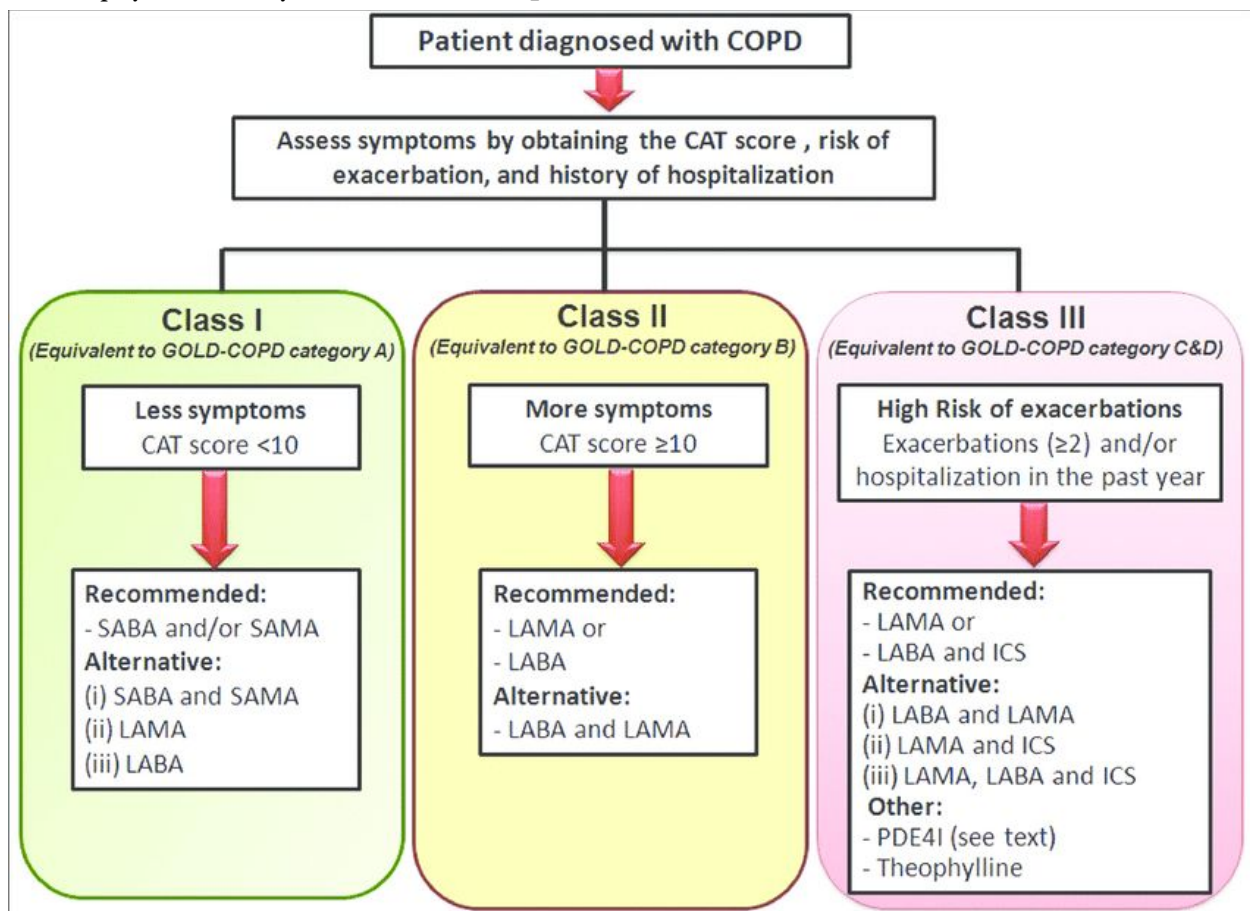 Patient diagnosed with COPD
Assess symptoms by obtaining the CAT score , risk of
exacerbation, and history of hospitalization
Class I
(Equivalent to GOLD-COPD category A)
Less symptoms
CAT score <10
Recommended:
- SABA and/or SAMA
Alternative:
(i) SABA and SAMA
(ii) LAMA
(iii) LABA
Class II
(Equivalent to GOLD-COPD category B)
More symptoms
CAT score ≥10
Recommended:
- LAMA or
- LABA
Alternative:
- LABA and LAMA
Class III
(Equivalent to GOLD-COPD category C&D)
High Risk of exacerbations
Exacerbations (≥2) and/or
hospitalization in the past year
Recommended:
- LAMA or
- LABA and ICS
Alternative:
(i) LABA and LAMA
(ii) LAMA and ICS
(iii) LAMA, LABA and ICS
Other:
- PDE4I (see text)
- Theophylline